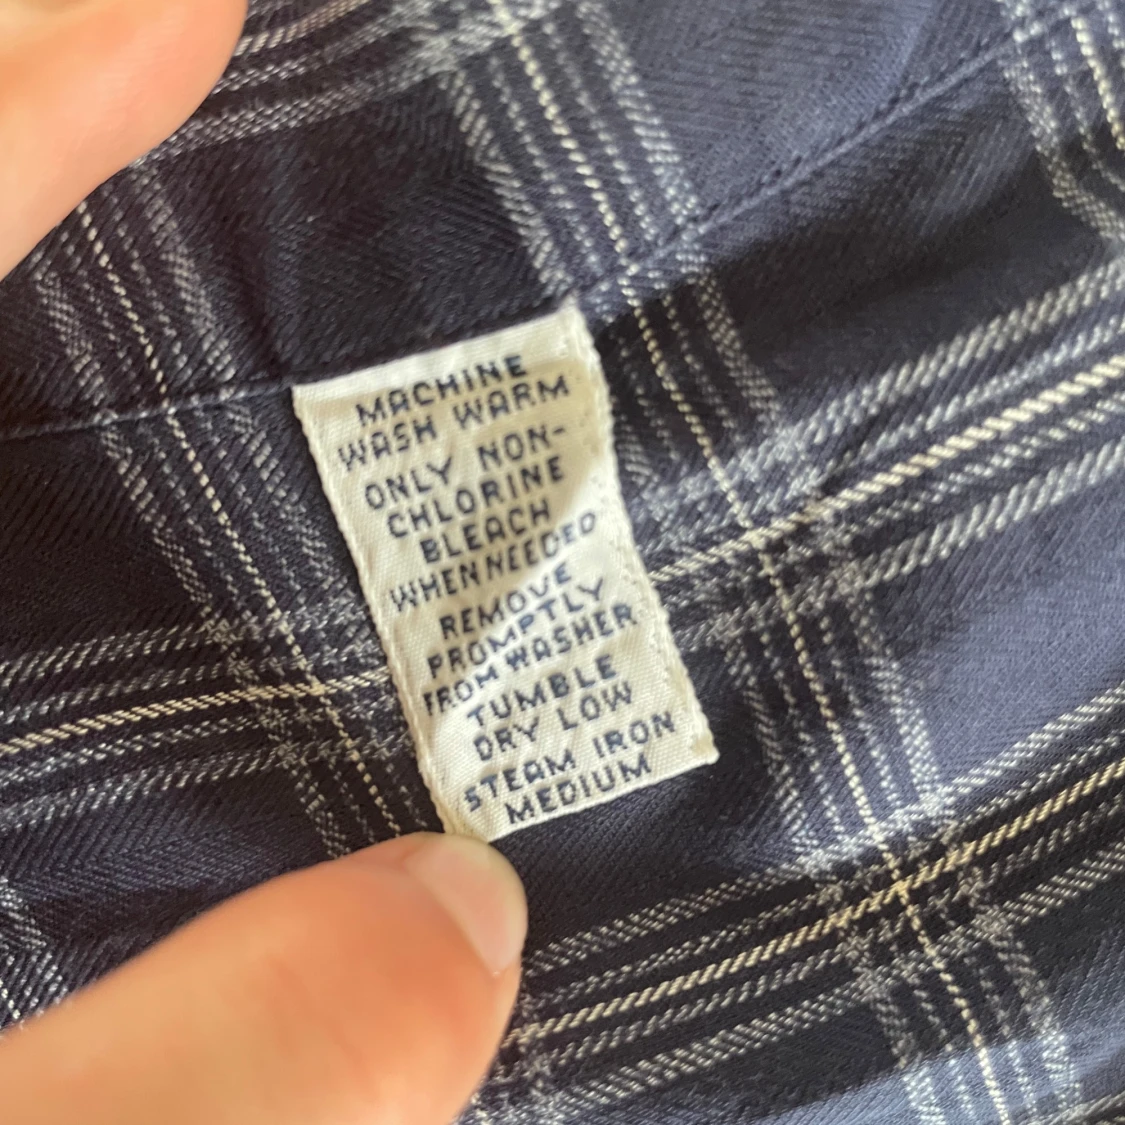 MACHINE
WASH WARM
ONLY NON-
CHLORINE
BLEACH
WHEN NEEDED
REMOVE
PROMPTLY
FROM WASHER
TUMBLE
DRY LOW
STEAM IRON
MEDIUM